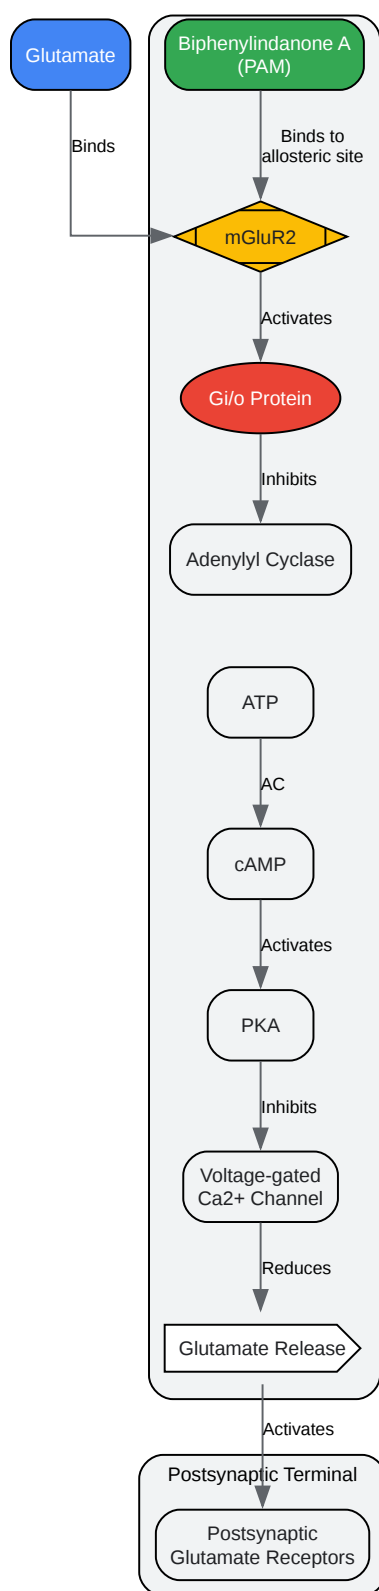 Glutamate
Biphenylindanone A
(PAM)
Binds
Binds to
allosteric site
mGluR2
Activates
Gi/o Protein
Inhibits
Adenylyl Cyclase
ATP
AC
cAMP
Activates
PKA
Inhibits
Voltage-gated
Ca2+ Channel
Reduces
Glutamate Release
Activates
Postsynaptic Terminal
Postsynaptic
Glutamate Receptors